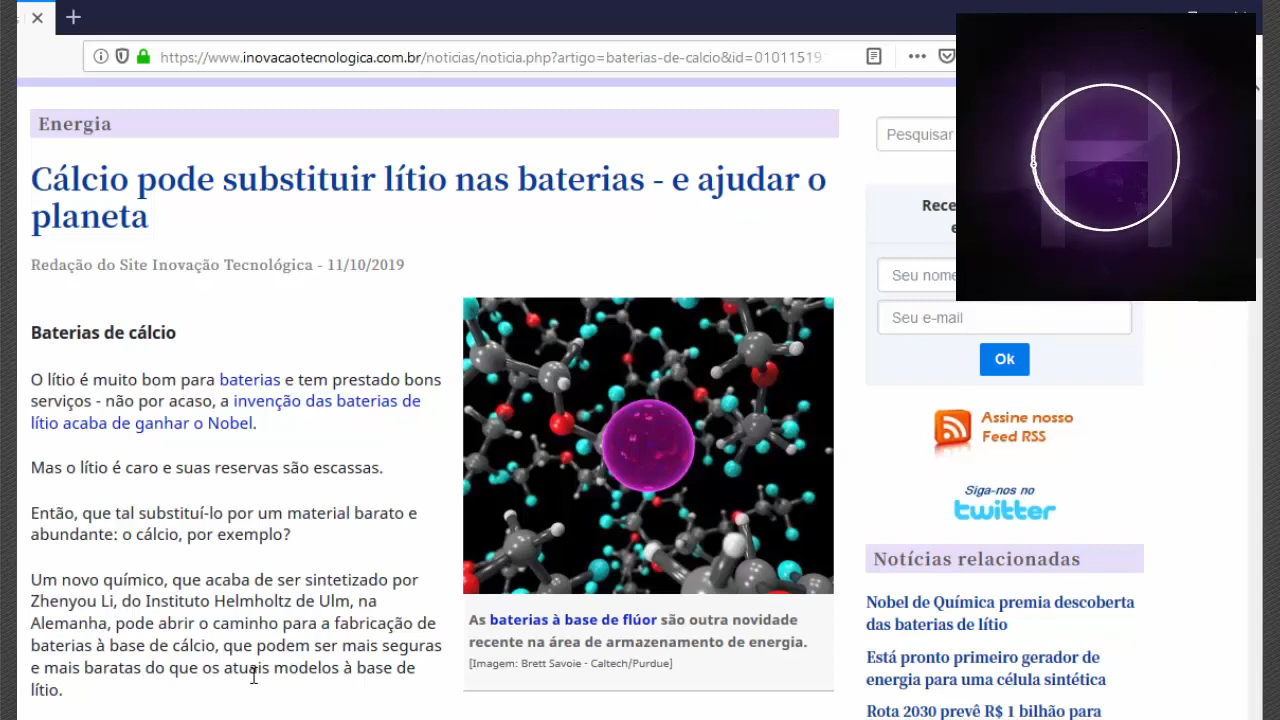 https://www.inovacaotecnologica.com.br/noticias/noticia.php?artigo=baterias-de-calcio&id=01011519
Energia
Pesquisar
Cálcio pode substituir lítio nas baterias - e ajudar o
planeta
Redação do Site Inovação Tecnológica - 11/10/2019
Baterias de cálcio
O lítio é muito bom para baterias e tem prestado bons
serviços - não por acaso, a invenção das baterias de
lítio acaba de ganhar o Nobel.
Mas o lítio é caro e suas reservas são escassas.
Então, que tal substituí-lo por um material barato e
abundante: o cálcio, por exemplo?
Um novo químico, que acaba de ser sintetizado por
Zhenyou Li, do Instituto Helmholtz de Ulm, na
Alemanha, pode abrir o caminho para a fabricação de
baterias à base de cálcio, que podem ser mais seguras
e mais baratas do que os atuais modelos à base de
lítio.
As baterias à base de flúor são outra novidade
recente na área de armazenamento de energia.
[Imagem: Brett Savoie - Caltech/Purdue]
Rece
e
Seu nome
Seu e-mail
Ok
Assine nosso
Feed RSS
Siga-nos no
twitter
Notícias relacionadas
Nobel de Química premia descoberta
das baterias de lítio
Está pronto primeiro gerador de
energia para uma célula sintética
Rota 2030 prevê R$ 1 bilhão para